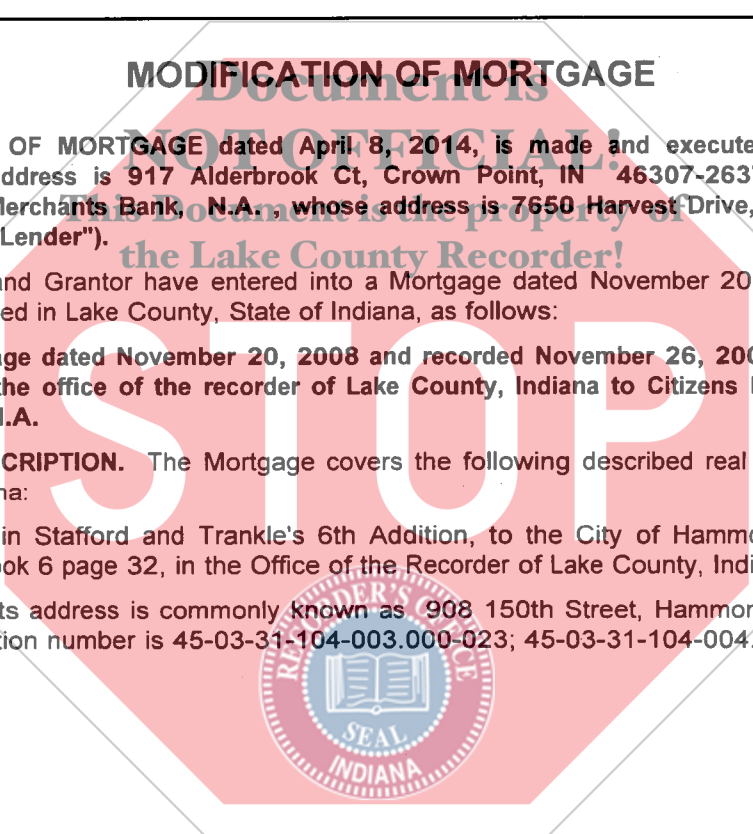 MODIFICATION OF MORTGAGE
Document is
OF MORTGAGE dated April 8, 2014, is made and execute
NOT OFFICIAL!
ddress is 917 Alderbrook Ct, Crown Point, IN 46307-263
Merchants Bank, N.A. , whose address is 7650 Harvest Drive,
This Document is the property of
Lender").
the Lake County Recorder!
and Grantor have entered into a Mortgage dated November 20
ed in Lake County, State of Indiana, as follows:
age dated November 20, 2008 and recorded November 26, 200
the office of the recorder of Lake County, Indiana to Citizens
N.A.
STOP
CRIPTION. The Mortgage covers the following described real
na:
in Stafford and Trankle's 6th Addition, to the City of Hammo
ok 6 page 32, in the Office of the Recorder of Lake County, Indi
ts address is commonly known as 908 150th Street, Hammon
tion number is 45-03-31-104-003.000-023; 45-03-31-104-004.
RECORDER'S OFFICE
SEAL
INDIANA